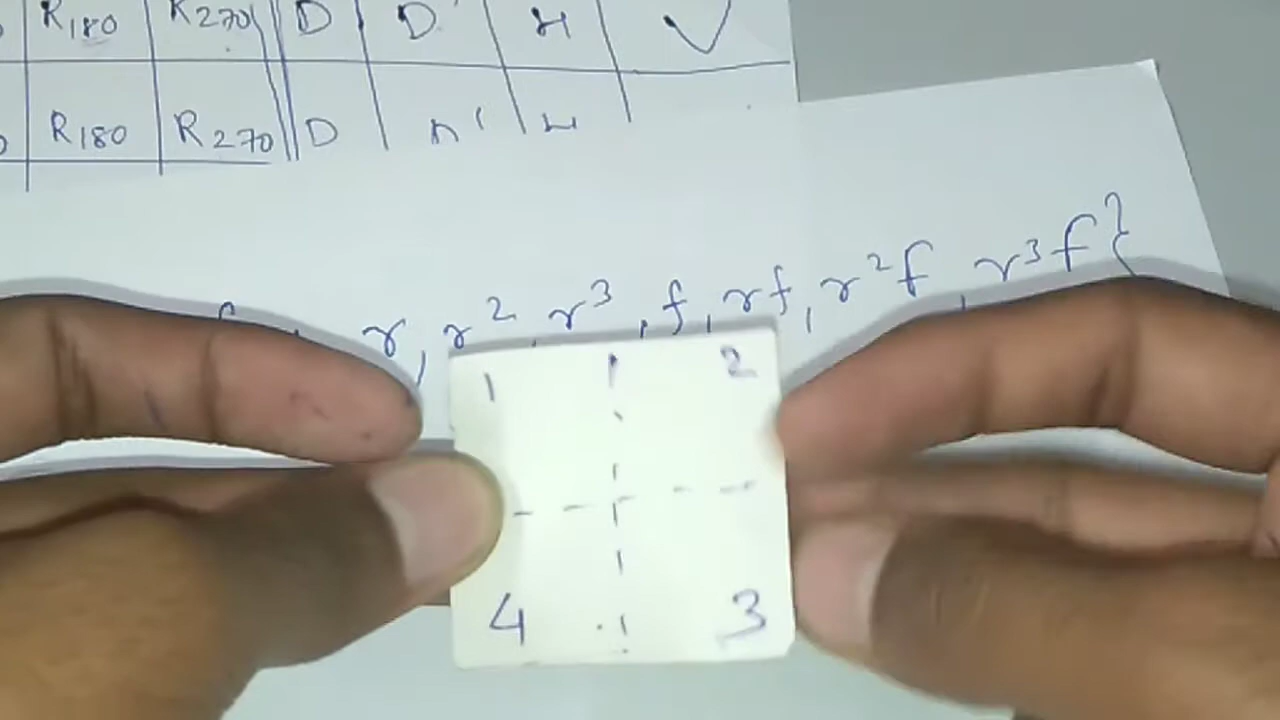 R180 R270 D D' H V
R180 R270 D D' H
r, r², r³, f, rf, r²f, r³f}
1 2
4 3